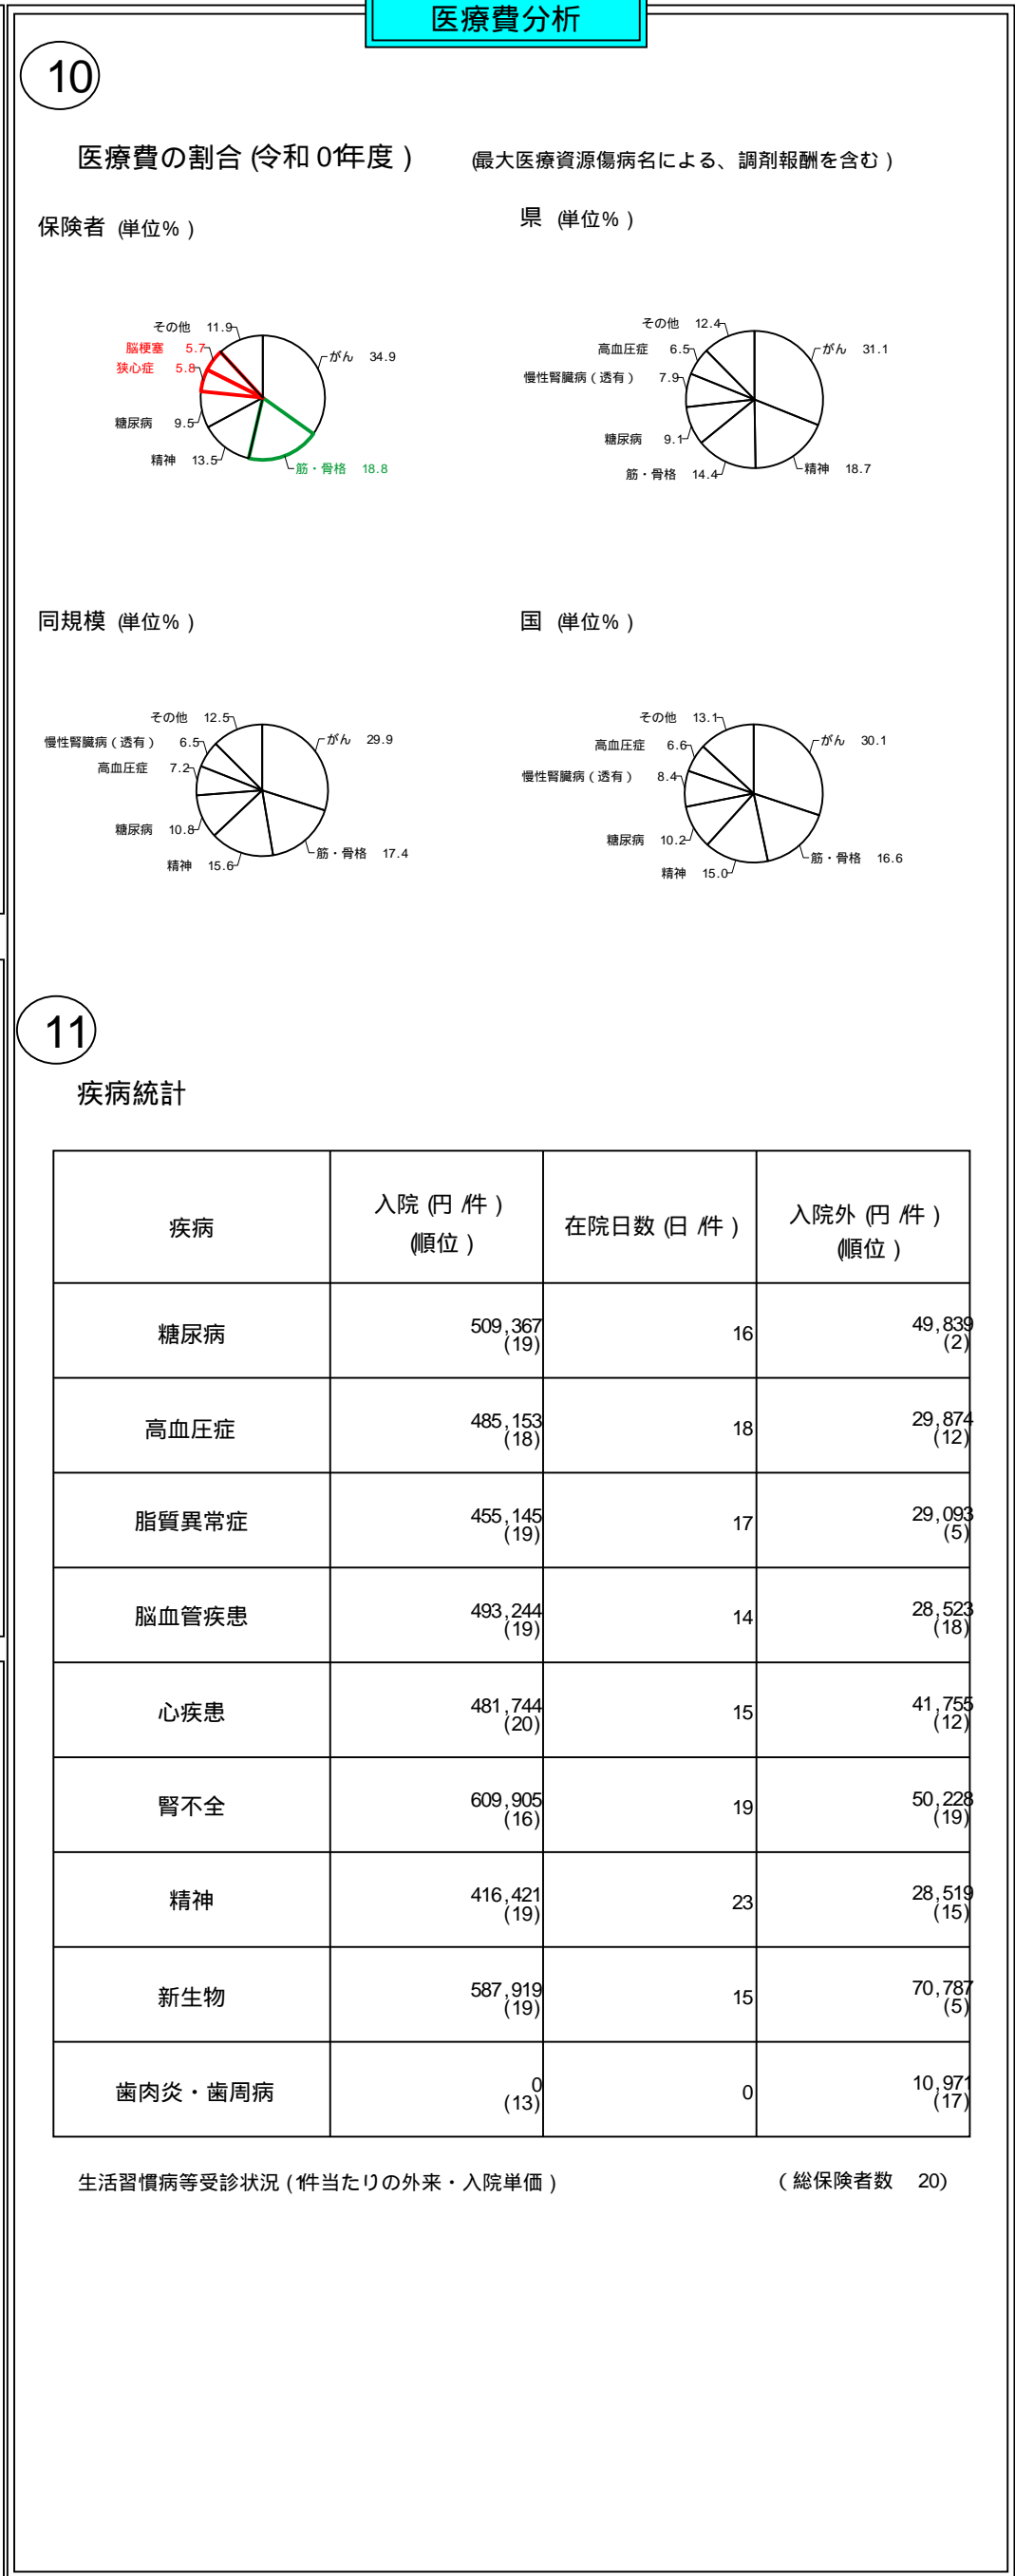 医療費分析
10
医療費の割合 (令和01年度)
(最大医療資源傷病名による、調剤報酬を含む)
保険者 (単位%)
その他 11.9
脳梗塞 5.7
狭心症 5.8
糖尿病 9.5
精神 13.5
がん 34.9
筋・骨格 18.8
県 (単位%)
その他 12.4
高血圧症 6.5
慢性腎臓病(透有) 7.9
糖尿病 9.1
筋・骨格 14.4
がん 31.1
精神 18.7
同規模 (単位%)
その他 12.5
慢性腎臓病(透有) 6.5
高血圧症 7.2
糖尿病 10.8
精神 15.6
がん 29.9
筋・骨格 17.4
国 (単位%)
その他 13.1
高血圧症 6.6
慢性腎臓病(透有) 8.4
糖尿病 10.2
精神 15.0
がん 30.1
筋・骨格 16.6
11
疾病統計
疾病 入院(円/件) (順位) 在院日数(日/件) 入院外(円/件) (順位)
糖尿病 509,367 (19) 16 49,839 (2)
高血圧症 485,153 (18) 18 29,874 (12)
脂質異常症 455,145 (19) 17 29,093 (5)
脳血管疾患 493,244 (19) 14 28,523 (18)
心疾患 481,744 (20) 15 41,755 (12)
腎不全 609,905 (16) 19 50,228 (19)
精神 416,421 (19) 23 28,519 (15)
新生物 587,919 (19) 15 70,787 (5)
歯肉炎・歯周病 0 (13) 0 10,971 (17)
生活習慣病等受診状況(1件当たりの外来・入院単価)
(総保険者数 20)